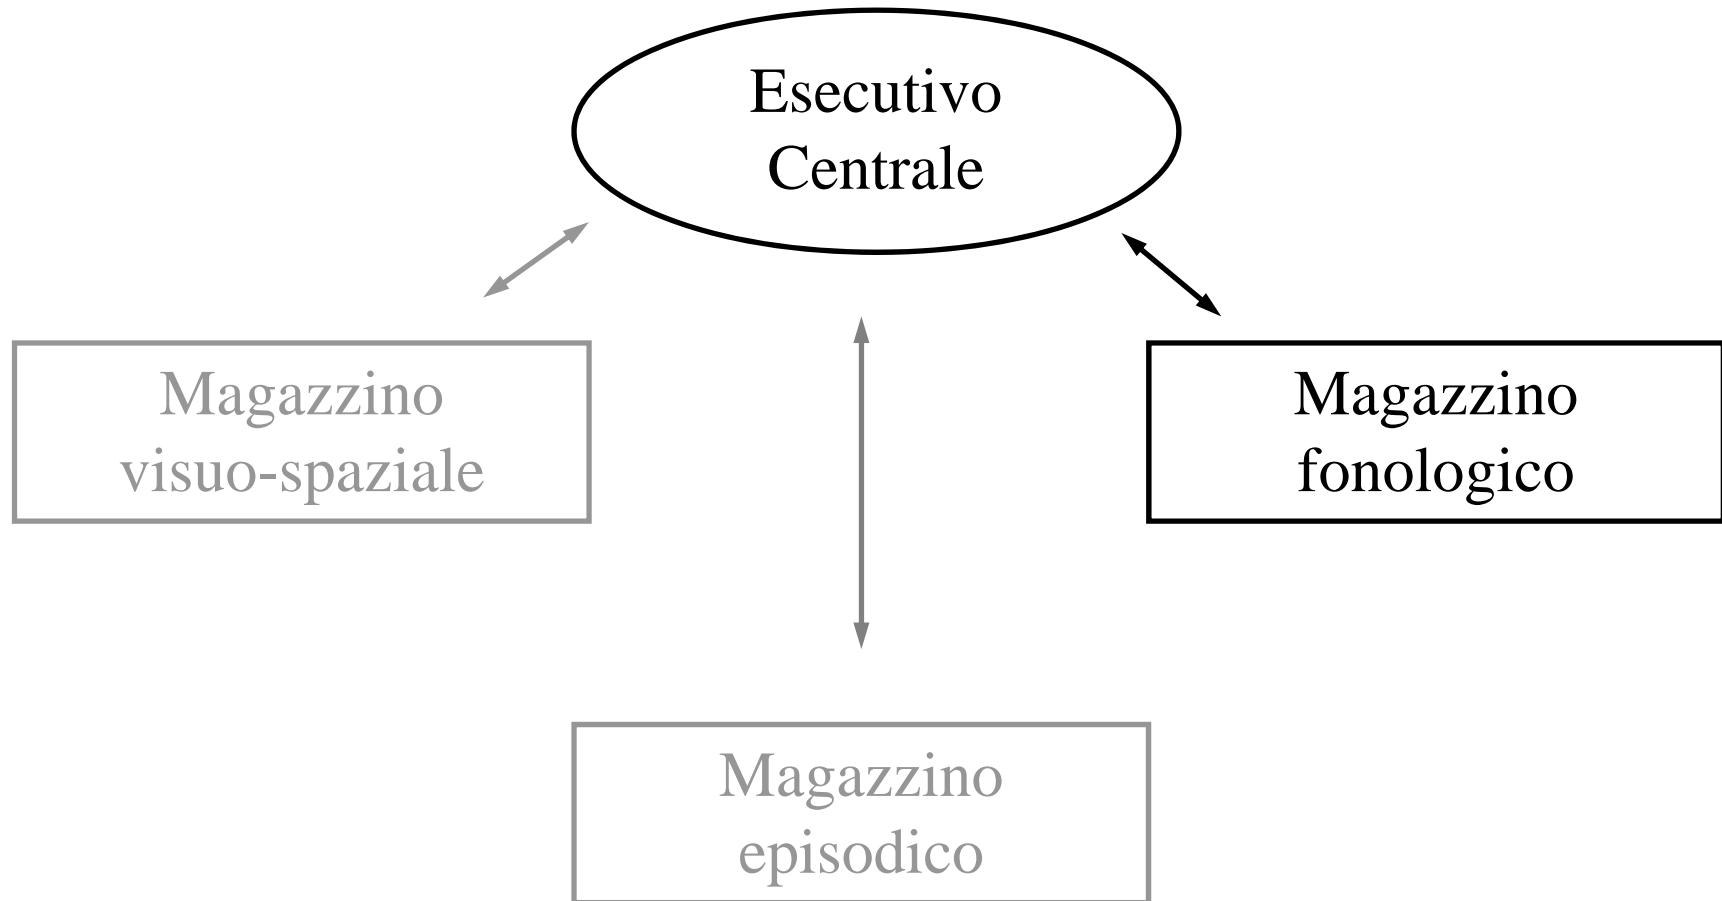 Esecutivo
Centrale
Magazzino
visuo-spaziale
Magazzino
fonologico
Magazzino
episodico